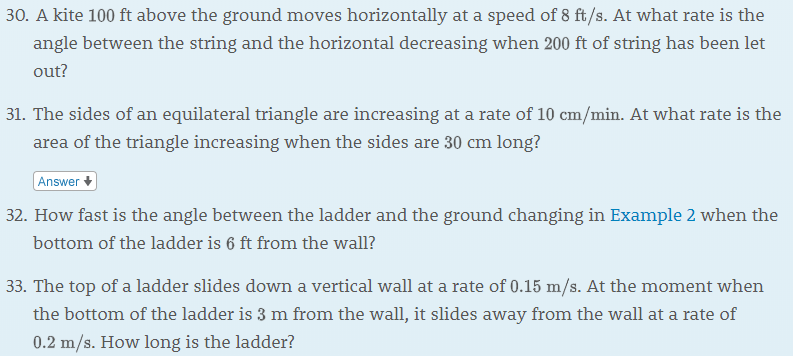 30. A kite 100 ft above the ground moves horizontally at a speed of 8 ft/s. At what rate is the
angle between the string and the horizontal decreasing when 200 ft of string has been let
out?
31. The sides of an equilateral triangle are increasing at a rate of 10 cm/min. At what rate is the
area of the triangle increasing when the sides are 30 cm long?
Answer ⬇
32. How fast is the angle between the ladder and the ground changing in Example 2 when the
bottom of the ladder is 6 ft from the wall?
33. The top of a ladder slides down a vertical wall at a rate of 0.15 m/s. At the moment when
the bottom of the ladder is 3 m from the wall, it slides away from the wall at a rate of
0.2 m/s. How long is the ladder?